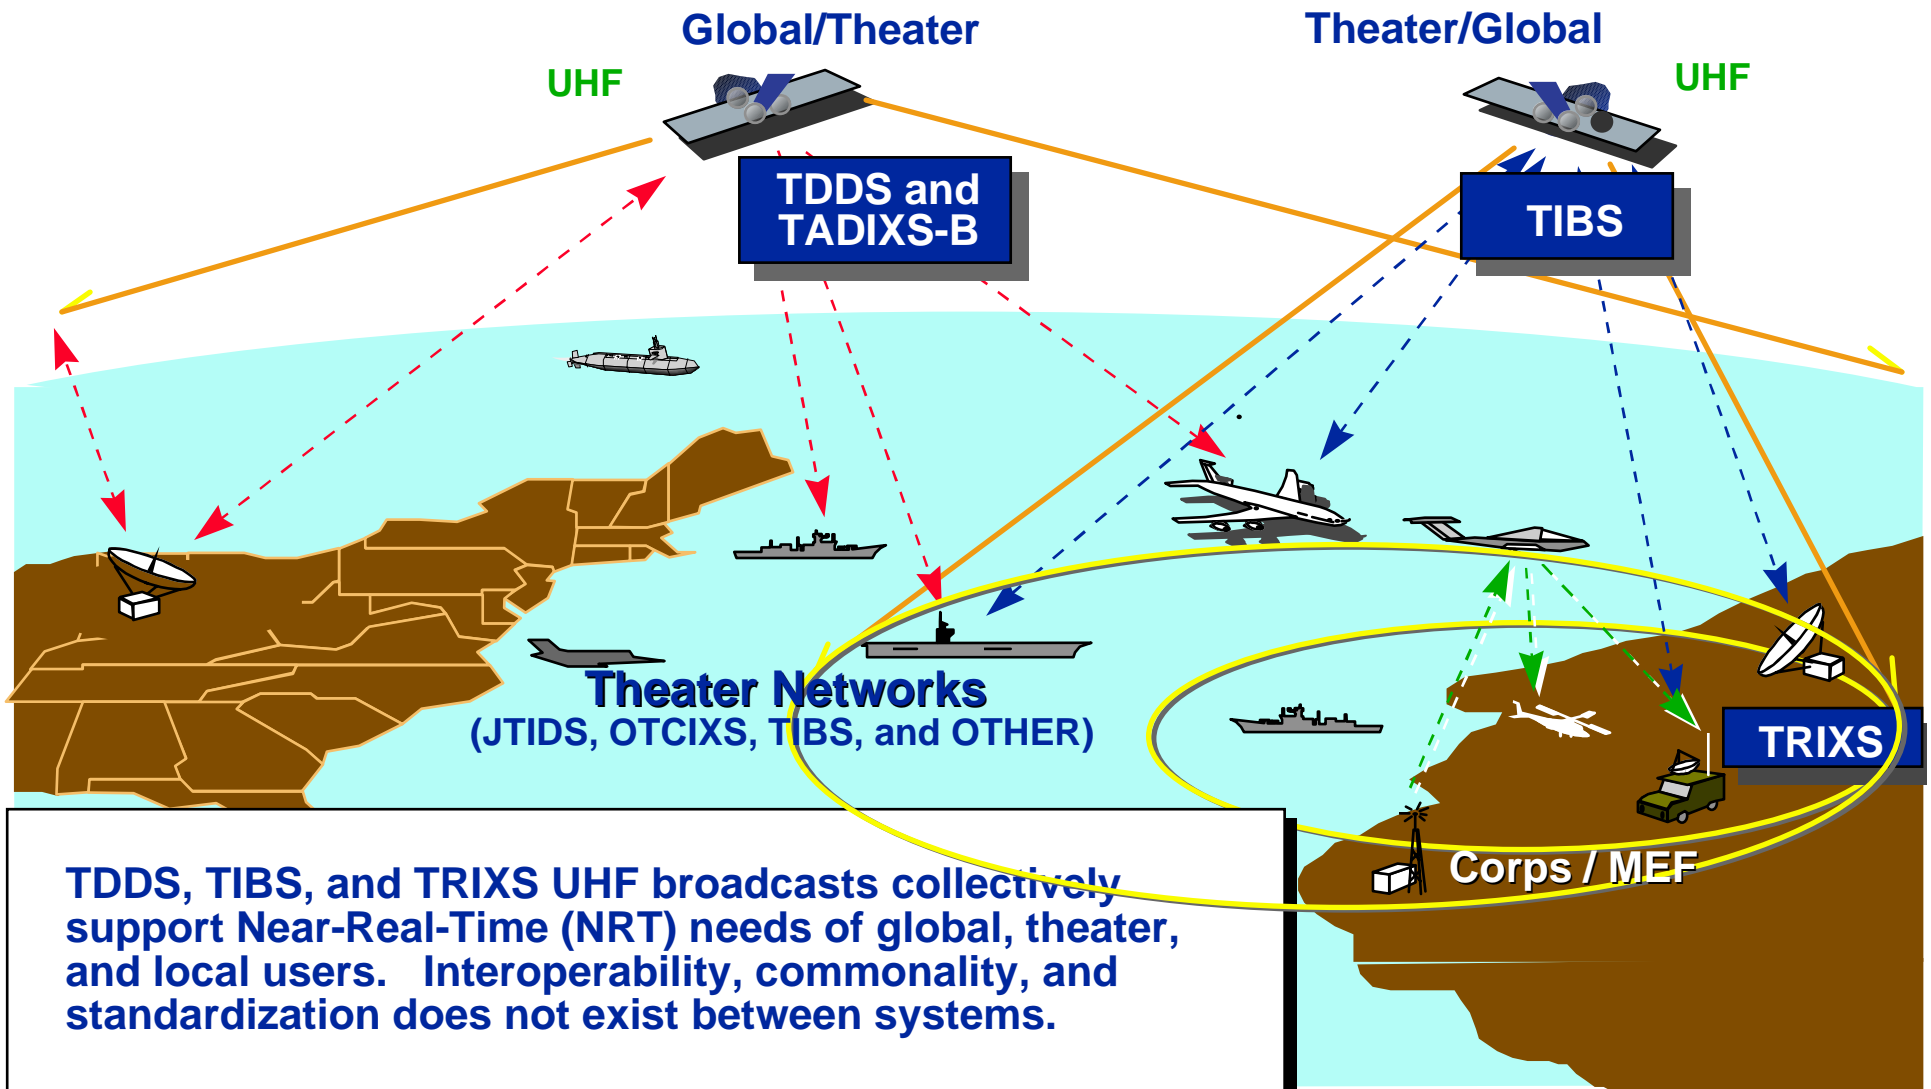 Global/Theater
Theater/Global
UHF
UHF
TDDS and
TADIXS-B
TIBS
Theater Networks
(JTIDS, OTCIXS, TIBS, and OTHER)
TRIXS
Corps / MEF
TDDS, TIBS, and TRIXS UHF broadcasts collectively
support Near-Real-Time (NRT) needs of global, theater,
and local users. Interoperability, commonality, and
standardization does not exist between systems.